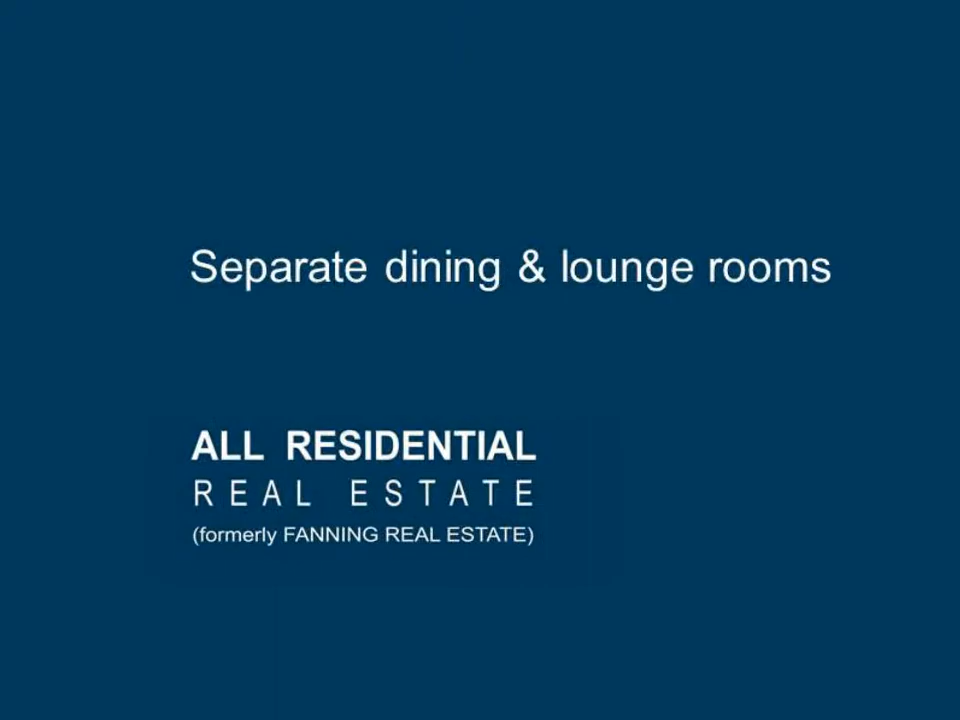 Separate dining & lounge rooms
ALL RESIDENTIAL
REAL ESTATE
(formerly FANNING REAL ESTATE)